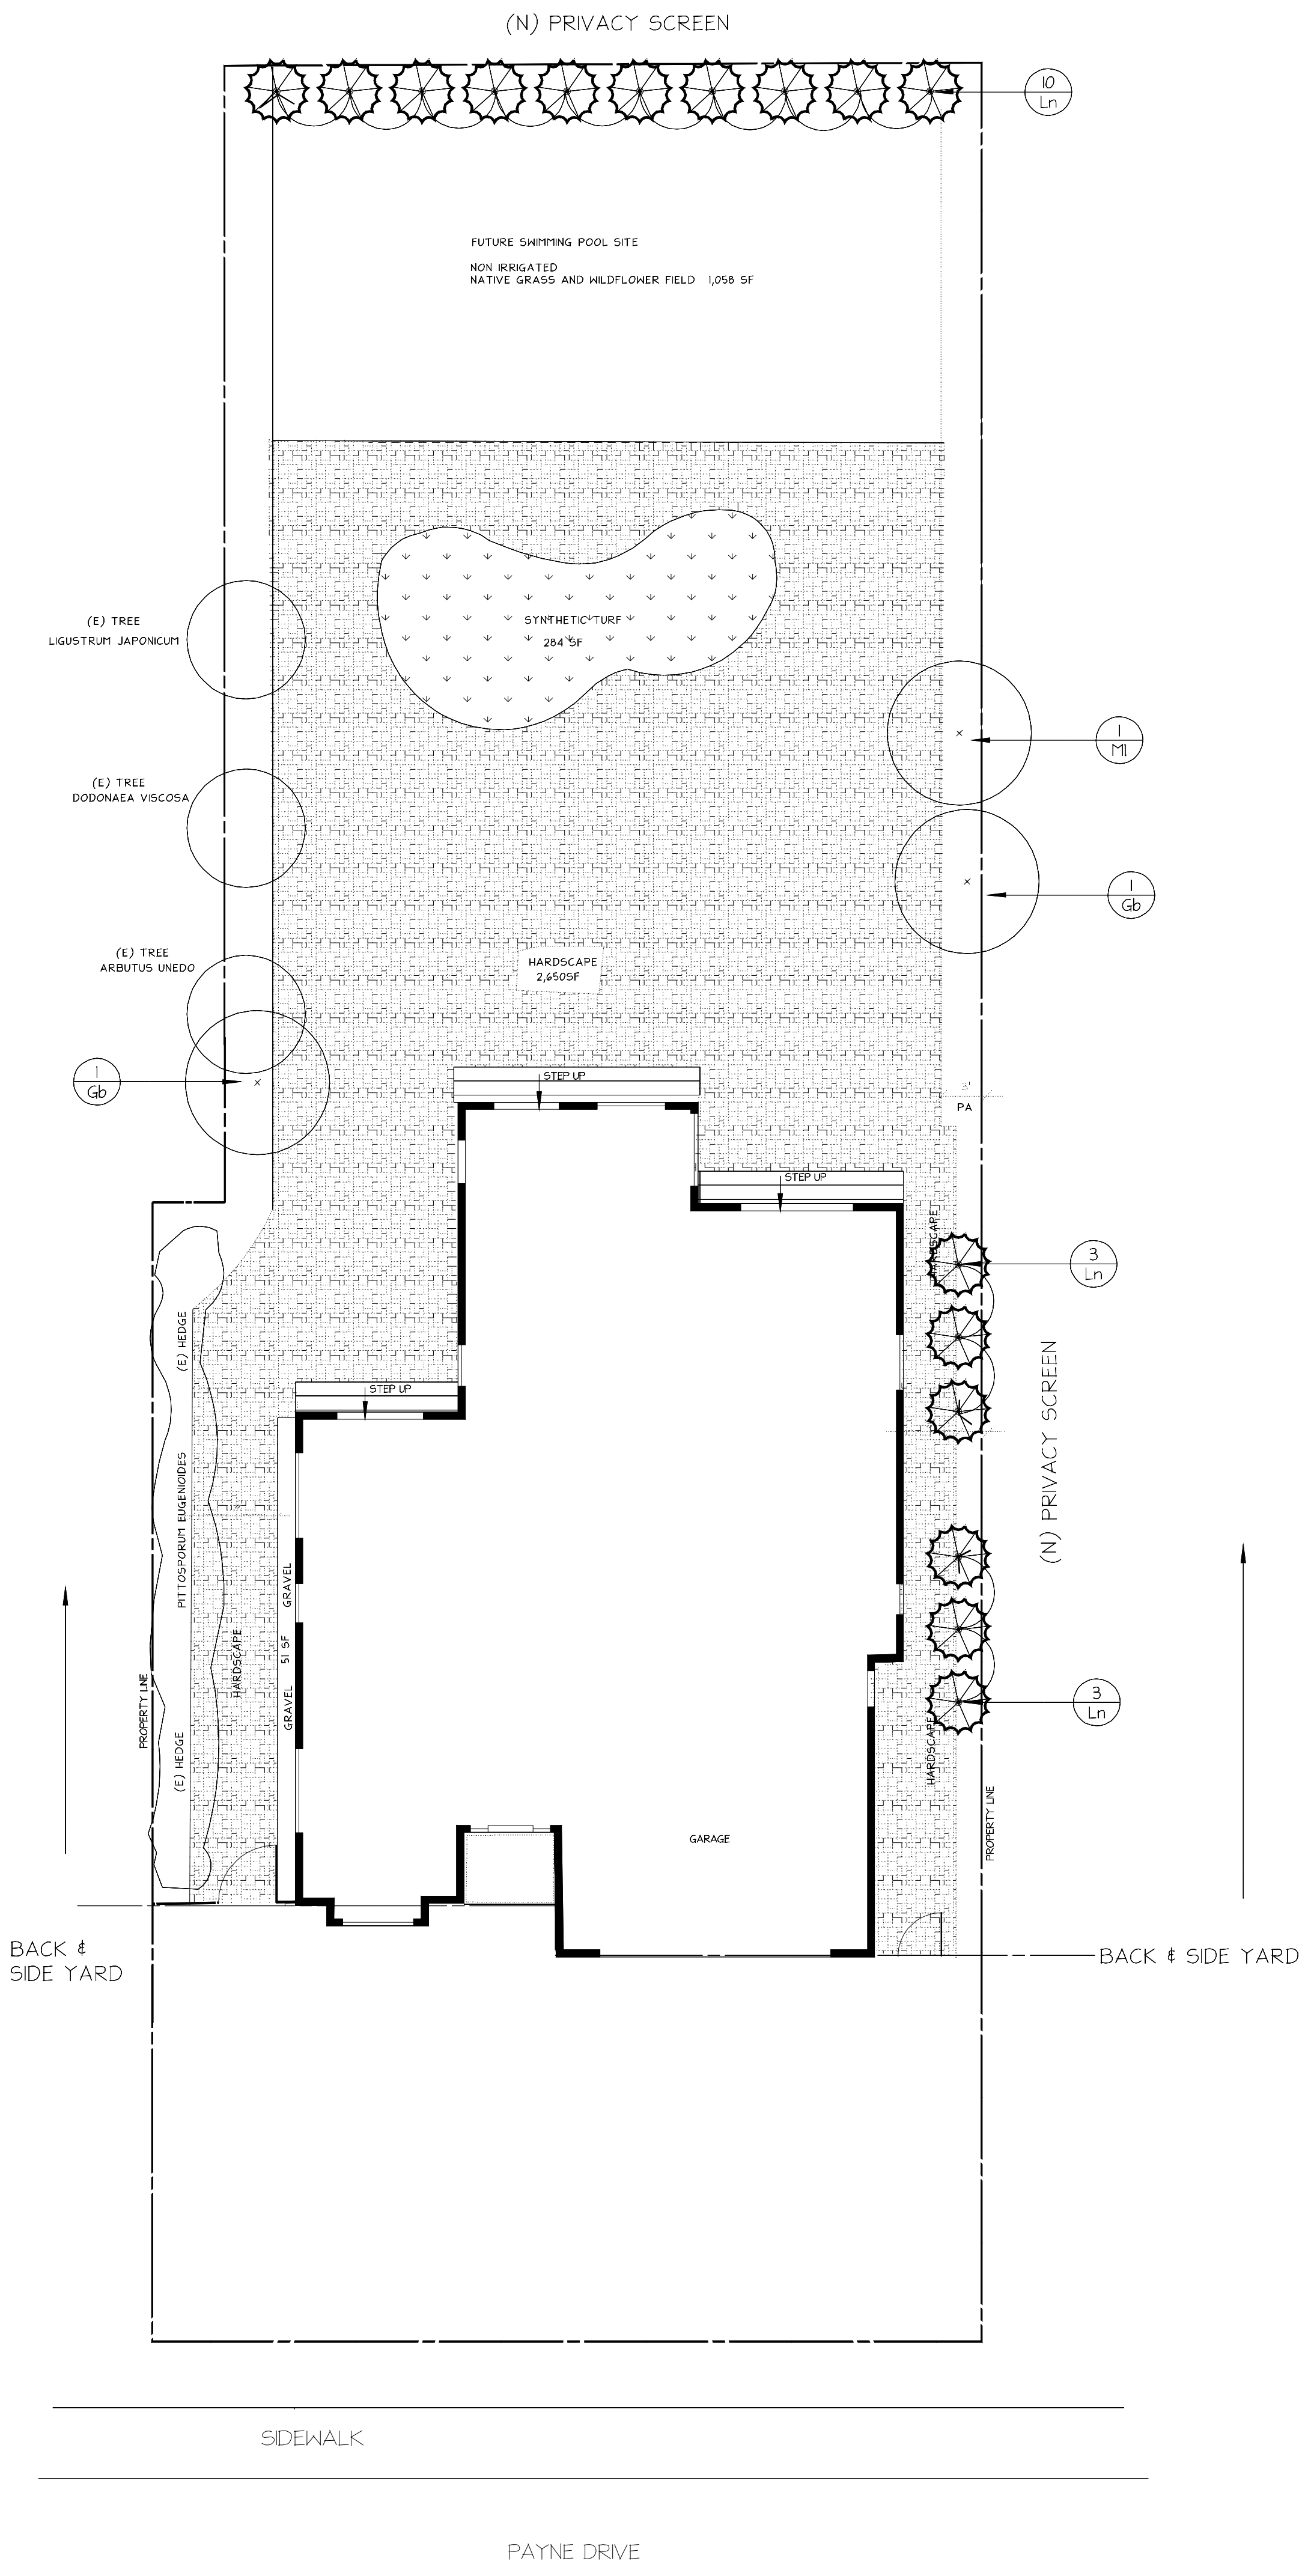 (N) PRIVACY SCREEN
10
Ln
FUTURE SWIMMING POOL SITE
NON IRRIGATED
NATIVE GRASS AND WILDFLOWER FIELD 1,058 SF
(E) TREE
LIGUSTRUM JAPONICUM
SYNTHETIC TURF
284 SF
1
Ml
(E) TREE
DODONAEA VISCOSA
1
Gb
(E) TREE
ARBUTUS UNEDO
HARDSCAPE
2,650SF
1
Gb
STEP UP
3'
PA
STEP UP
HARDSCAPE
3
Ln
(E) HEDGE
STEP UP
(N) PRIVACY SCREEN
PITTOSPORUM EUGENIOIDES
GRAVEL
51 SF
GRAVEL
HARDSCAPE
PROPERTY LINE
(E) HEDGE
3
Ln
HARDSCAPE
PROPERTY LINE
GARAGE
BACK &
SIDE YARD
BACK & SIDE YARD
SIDEWALK
PAYNE DRIVE